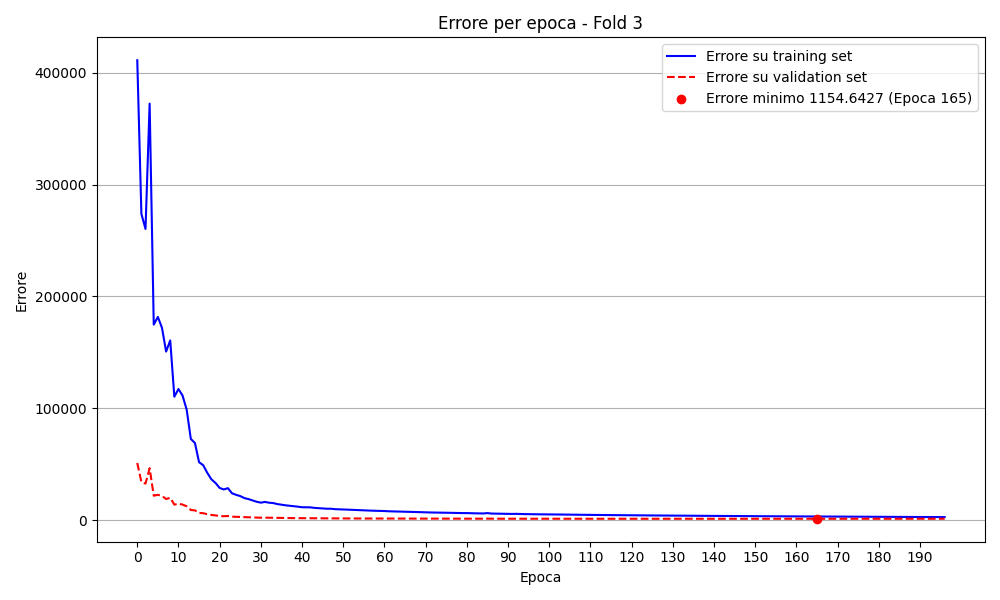 Errore per epoca - Fold 3
Errore su training set
Errore su validation set
Errore minimo 1154.6427 (Epoca 165)
400000
300000
200000
100000
0
Errore
0 10 20 30 40 50 60 70 80 90 100 110 120 130 140 150 160 170 180 190
Epoca